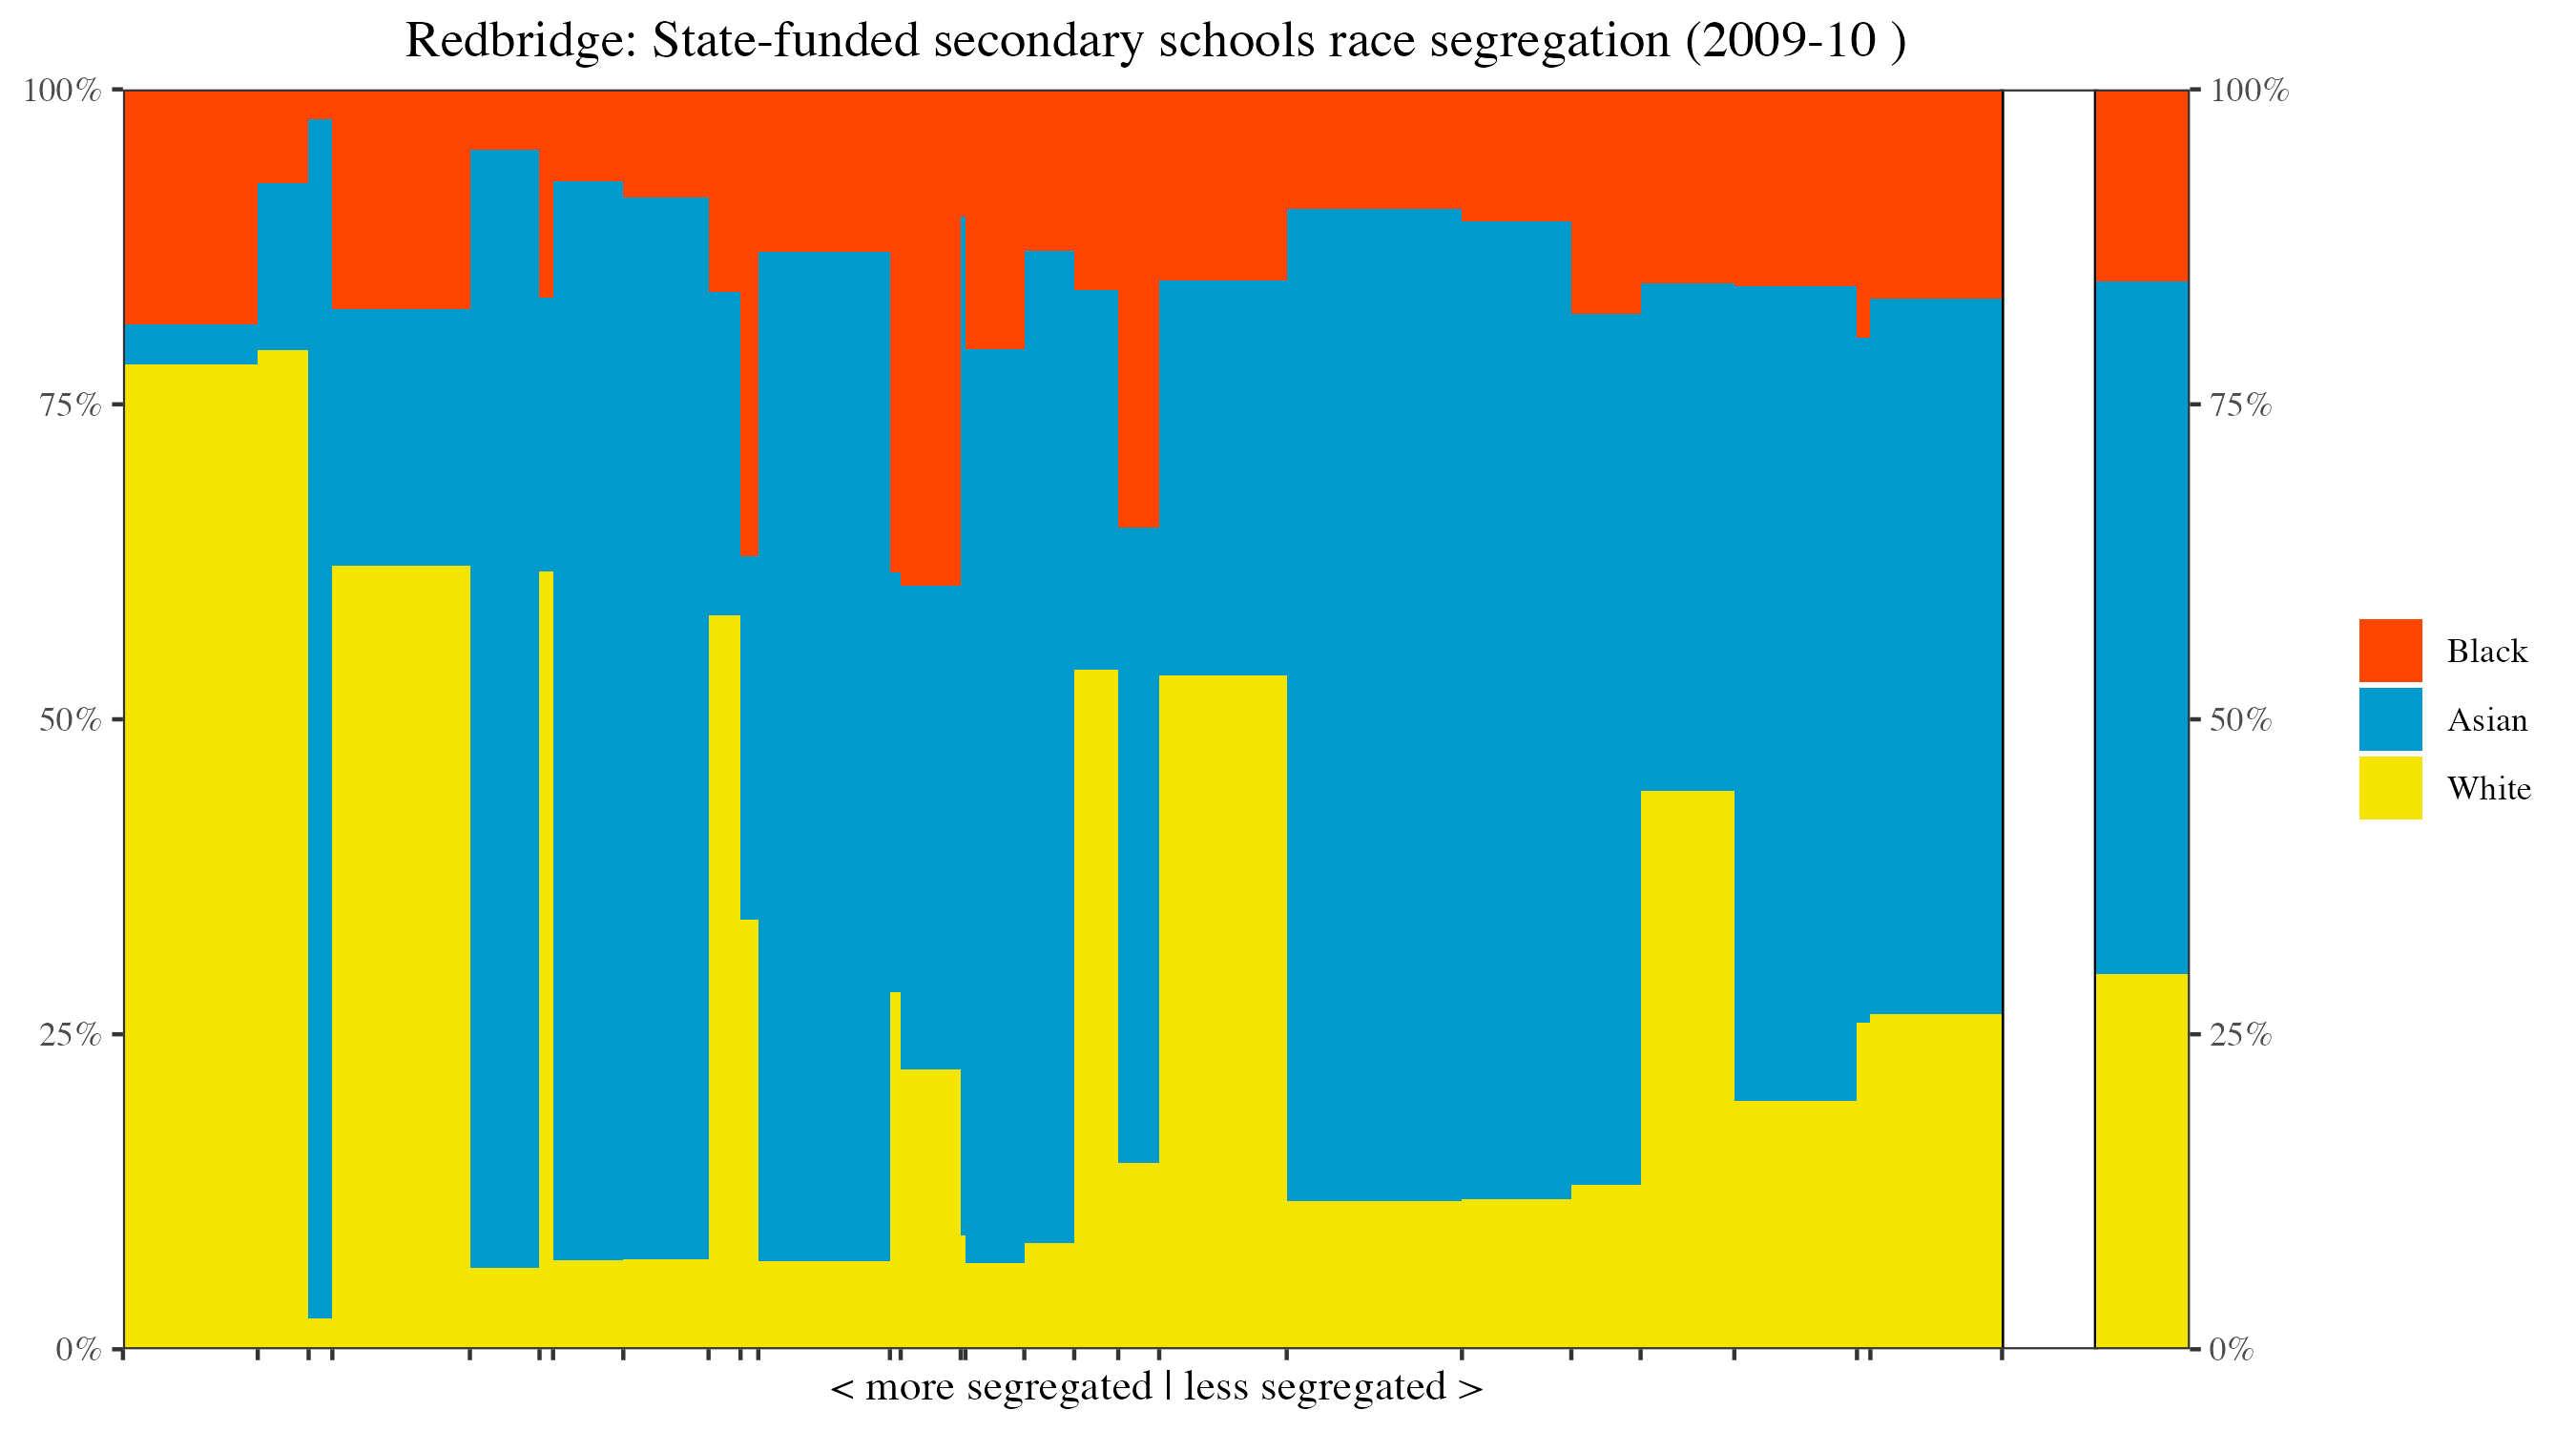 Redbridge: State-funded secondary schools race segregation (2009-10 )
100%
75%
50%
25%
0%
100%
75%
50%
25%
0%
Black
Asian
White
< more segregated | less segregated >